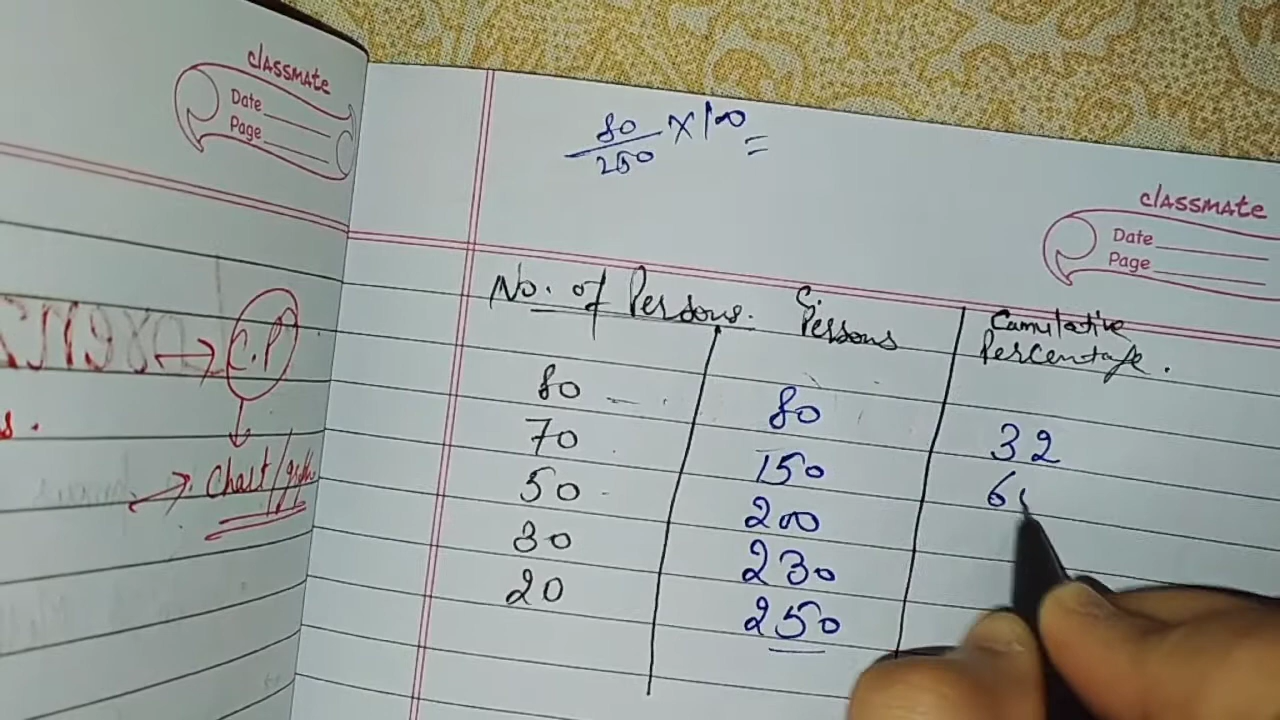 classmate
Date
Page
C.P
s.
→ Chart/
80/250 × 100 =
classmate
Date
Page
No. of Persons. C. Persons Cumulative Percentage.
80 80 32
70 150 6
50 200
30 230
20 250